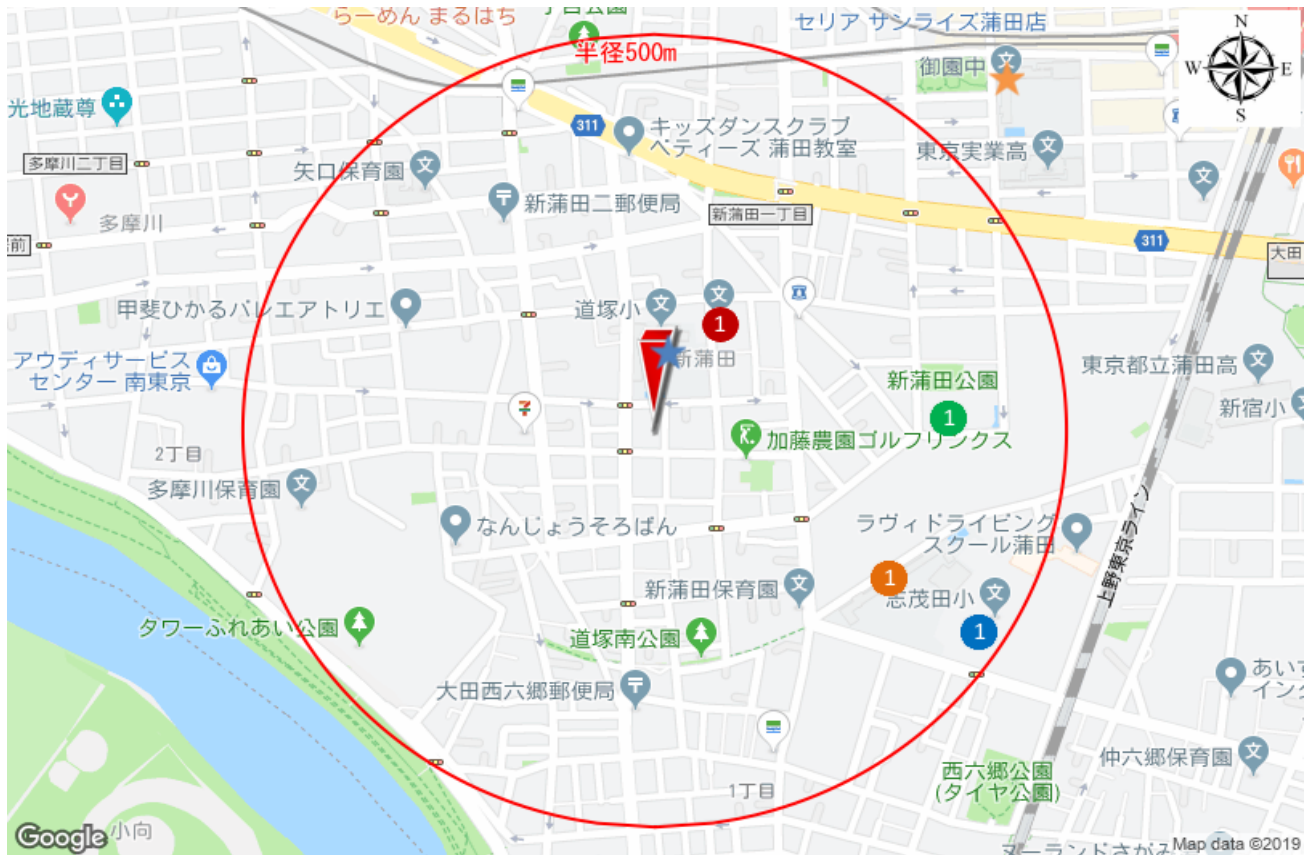 らーめん まるはち
丁目公園
セリア サンライズ蒲田店
半径500m
御園中
N
W
E
S
光地蔵尊
311
キッズダンスクラブ
ベティーズ 蒲田教室
東京実業高
多摩川二丁目
矢口保育園
新蒲田二郵便局
多摩川
新蒲田一丁目
311
前
大田
甲斐ひかるバレエアトリエ
道塚小
1
新蒲田
アウディサービス
センター 南東京
新蒲田公園
東京都立蒲田高
新宿小
7
1
加藤農園ゴルフリンクス
2丁目
多摩川保育園
なんじょうそろばん
ラヴィドライビング
スクール蒲田
上野東京ライン
新蒲田保育園
1
志茂田小
タワーふれあい公園
道塚南公園
1
大田西六郷郵便局
あいす
イング
西六郷公園
(タイヤ公園)
仲六郷保育園
1丁目
Google
小向
Map data ©2019